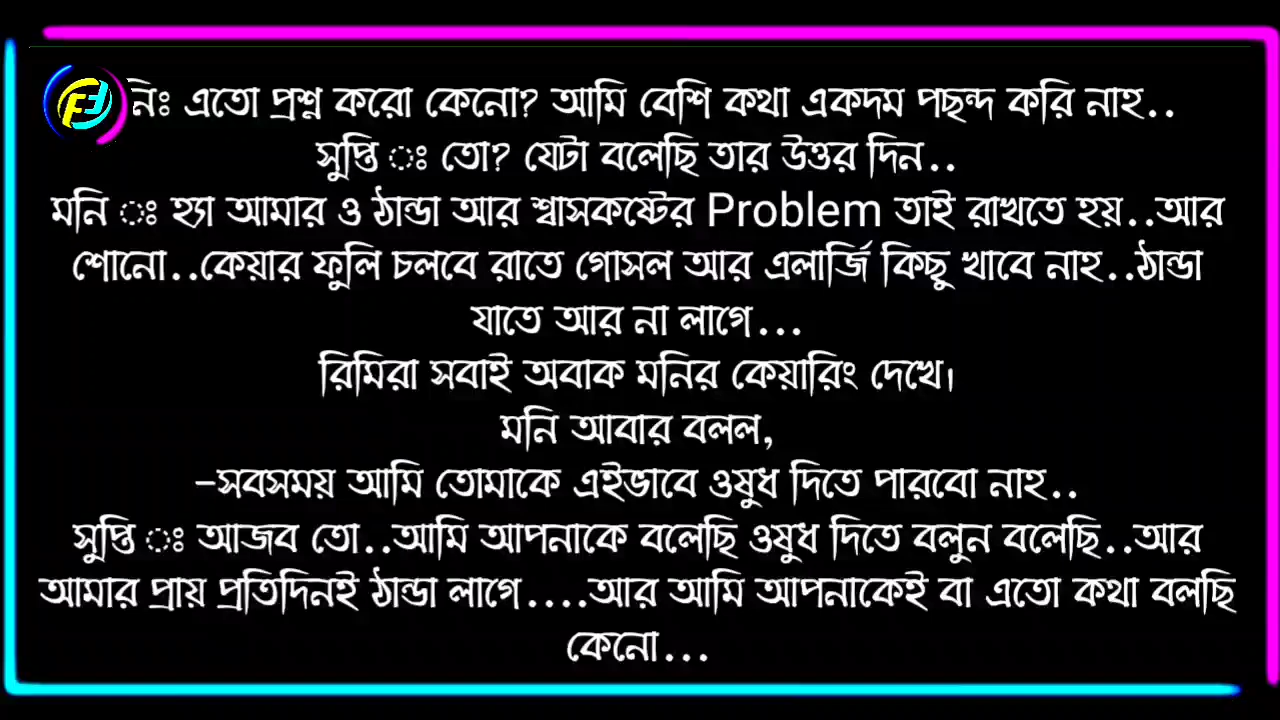 নিঃ এতো প্রশ্ন করো কেনো? আমি বেশি কথা একদম পছন্দ করি নাহ..
সুপ্তি ঃ তো? যেটা বলেছি তার উত্তর দিন..
মনি ঃ হ্যা আমার ও ঠান্ডা আর শ্বাসকষ্টের Problem তাই রাখতে হয়..আর
শোনো..কেয়ার ফুলি চলবে রাতে গোসল আর এলার্জি কিছু খাবে নাহ..ঠান্ডা
যাতে আর না লাগে...
রিমিরা সবাই অবাক মনির কেয়ারিং দেখে।
মনি আবার বলল,
-সবসময় আমি তোমাকে এইভাবে ওষুধ দিতে পারবো নাহ..
সুপ্তি ঃ আজব তো..আমি আপনাকে বলেছি ওষুধ দিতে বলুন বলেছি..আর
আমার প্রায় প্রতিদিনই ঠান্ডা লাগে....আর আমি আপনাকেই বা এতো কথা বলছি
কেনো...